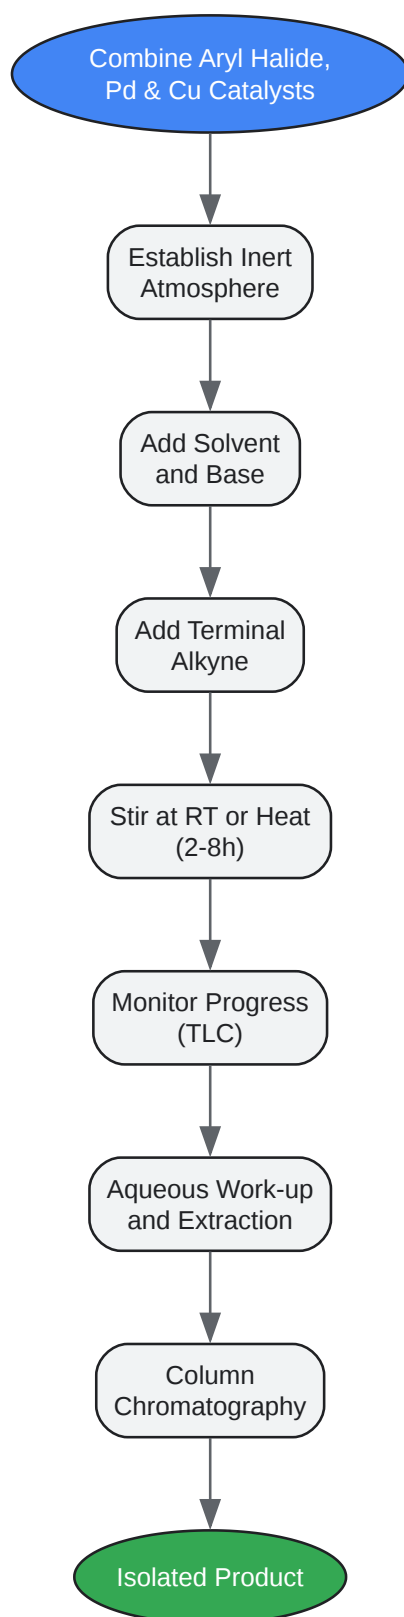 Combine Aryl Halide,
Pd & Cu Catalysts
Establish Inert
Atmosphere
Add Solvent
and Base
Add Terminal
Alkyne
Stir at RT or Heat
(2-8h)
Monitor Progress
(TLC)
Aqueous Work-up
and Extraction
Column
Chromatography
Isolated Product